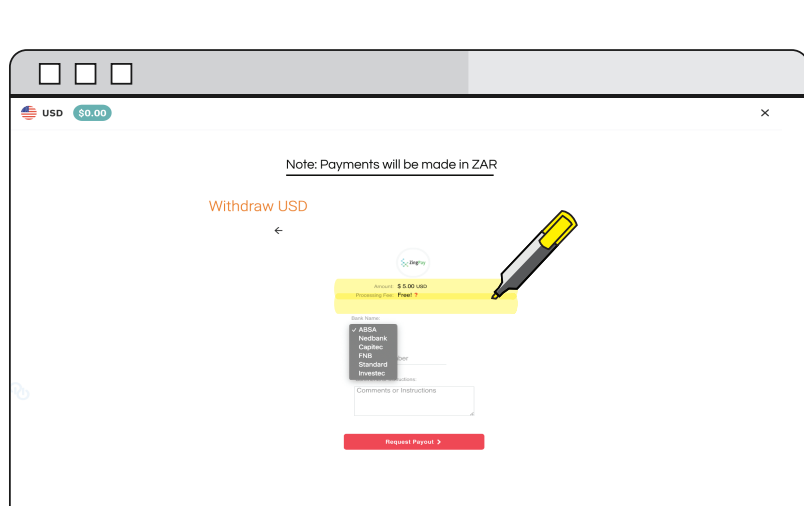 USD $0.00
Note: Payments will be made in ZAR
Withdraw USD
ZingPay
Amount: $ 5.00 USD
Processing Fee: Free! ?
Bank Name:
✓ ABSA
Nedbank
Capitec
FNB
Standard
Investec
Comments or Instructions
Request Payout